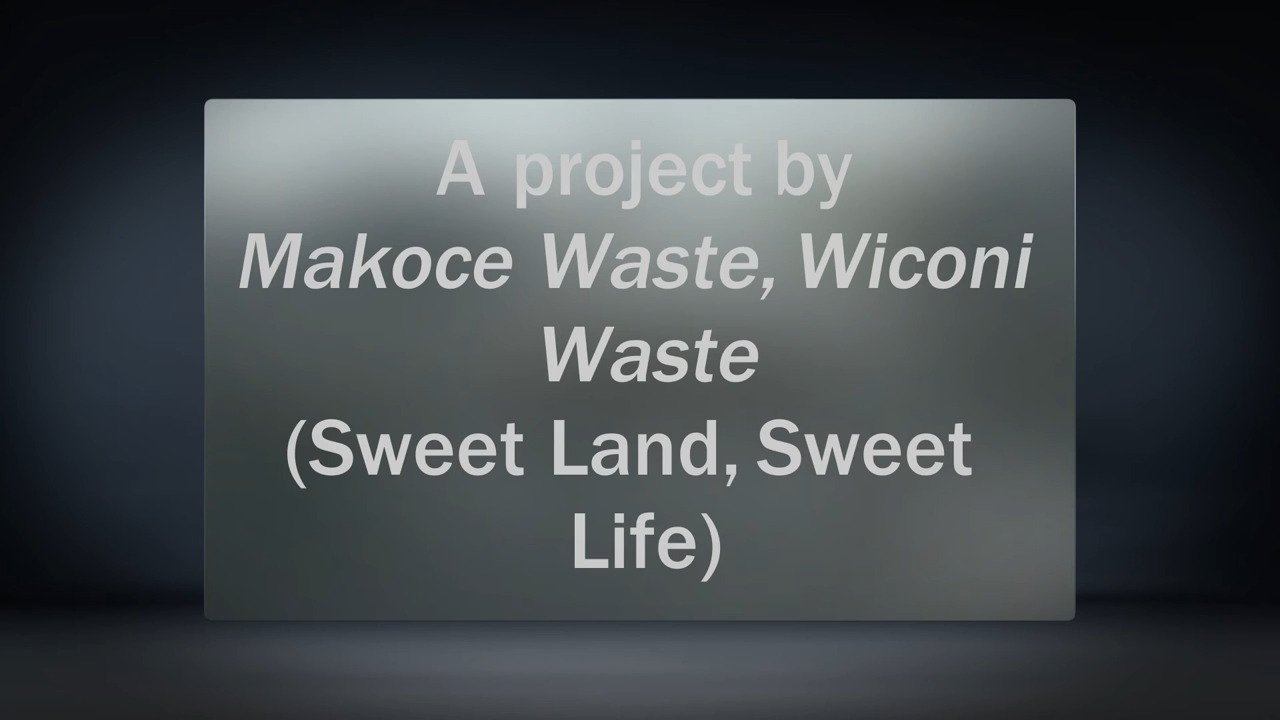 A project by
Makoce Waste, Wiconi
Waste
(Sweet Land, Sweet
Life)